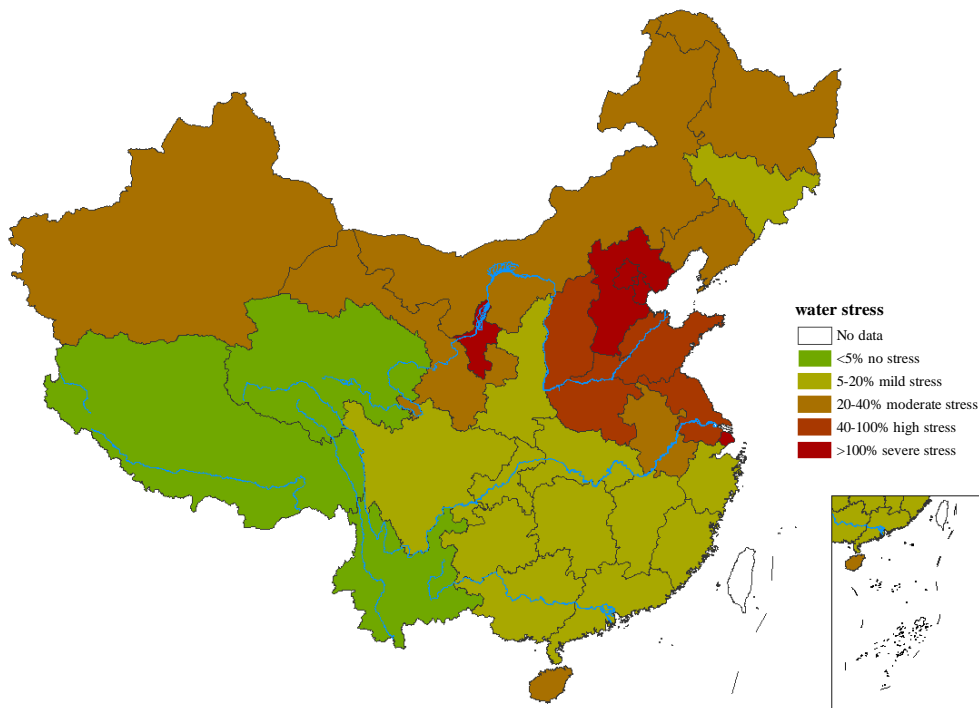 water stress
No data
<5% no stress
5-20% mild stress
20-40% moderate stress
40-100% high stress
>100% severe stress